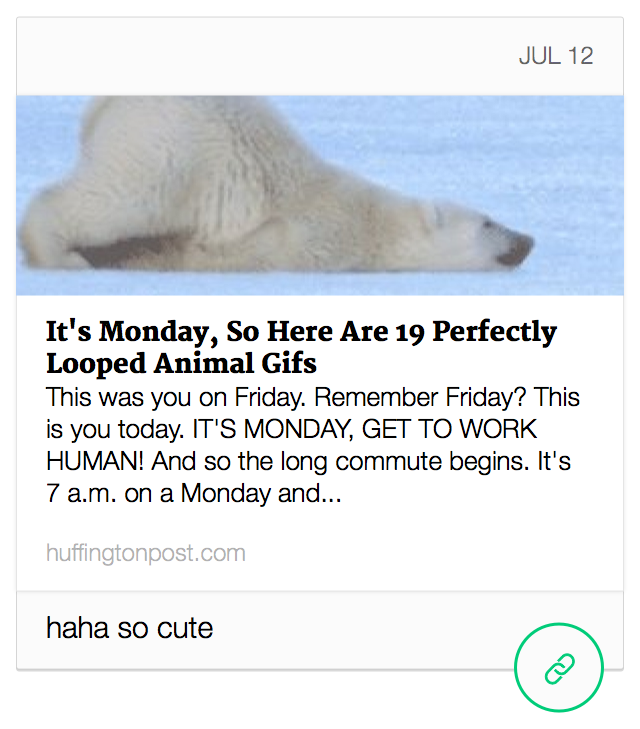 JUL 12
It's Monday, So Here Are 19 Perfectly
Looped Animal Gifs
This was you on Friday. Remember Friday? This
is you today. IT'S MONDAY, GET TO WORK
HUMAN! And so the long commute begins. It's
7 a.m. on a Monday and...
huffingtonpost.com
haha so cute